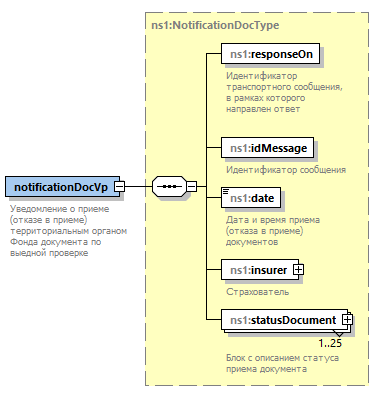 ns1:NotificationDocType
ns1:responseOn
Идентификатор
транспортного сообщения,
в рамках которого
направлен ответ
ns1:idMessage
Идентификатор сообщения
notificationDocVp
Уведомление о приеме
(отказе в приеме)
территориальным органом
Фонда документа по
выедной проверке
ns1:date
Дата и время приема
(отказа в приеме)
документов
ns1:insurer
Страхователь
ns1:statusDocument
1..25
Блок с описанием статуса
приема документа